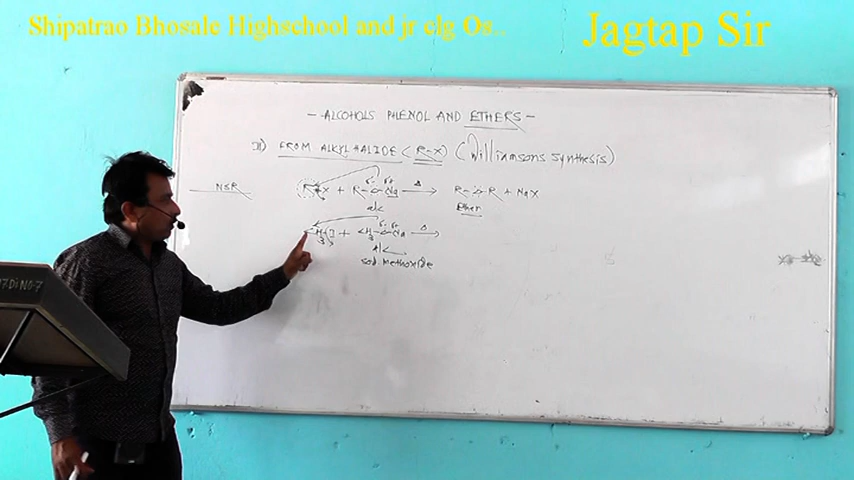 Shipatrao Bhosale Highschool and jr clg Os..
Jagtap Sir
- ALCOHOLS PHENOL AND ETHERS -
II) FROM ALKYL HALIDE (R-X) (Williamsons synthesis)
NSR
R-X + R-O-Na → R-O-R + NaX
Δ
δ- δ+
alc
Ether
CH3-I + CH3-O-Na →
Δ
δ- δ+
Alc
sod. methoxide